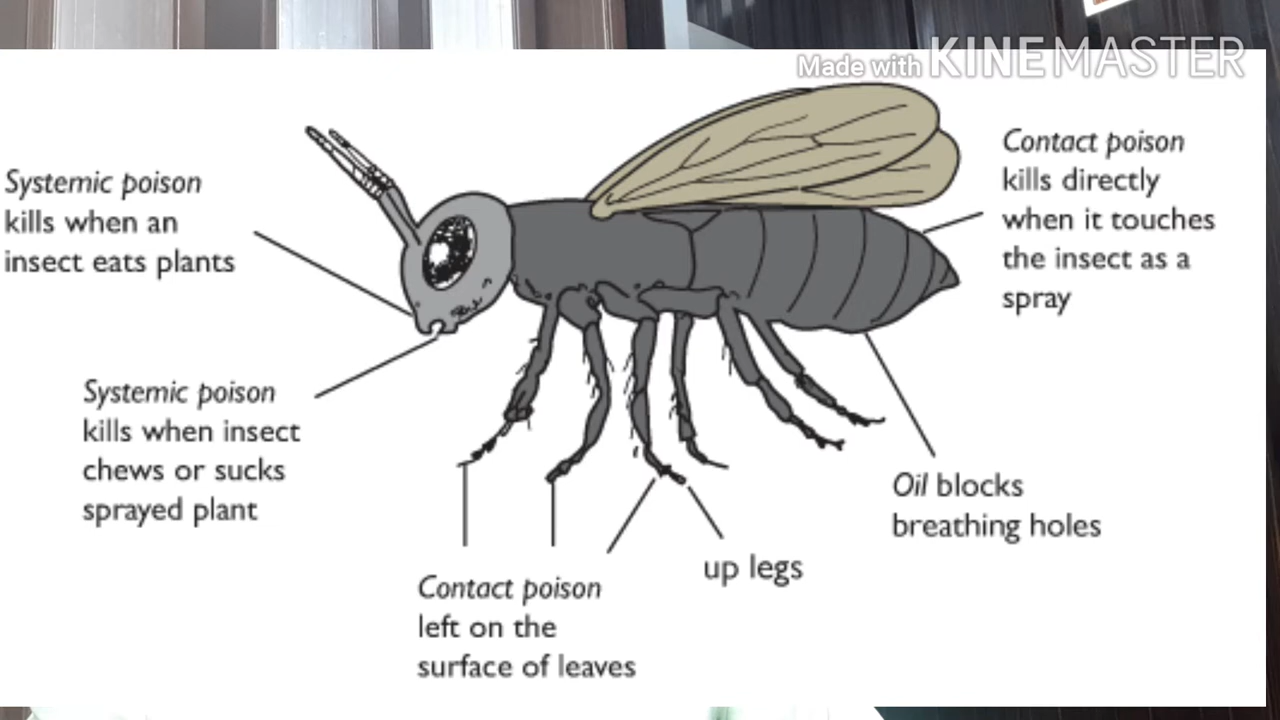 Made with KINEMASTER
Systemic poison
kills when an
insect eats plants
Contact poison
kills directly
when it touches
the insect as a
spray
Systemic poison
kills when insect
chews or sucks
sprayed plant
Oil blocks
breathing holes
Contact poison
left on the
surface of leaves
up legs